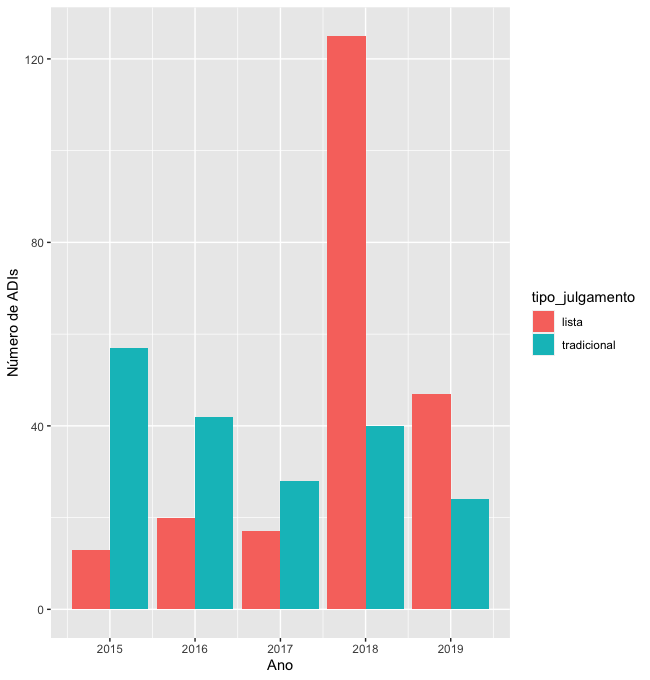 Número de ADIs
120
80
40
0
2015 2016 2017 2018 2019
Ano
tipo_julgamento
lista
tradicional